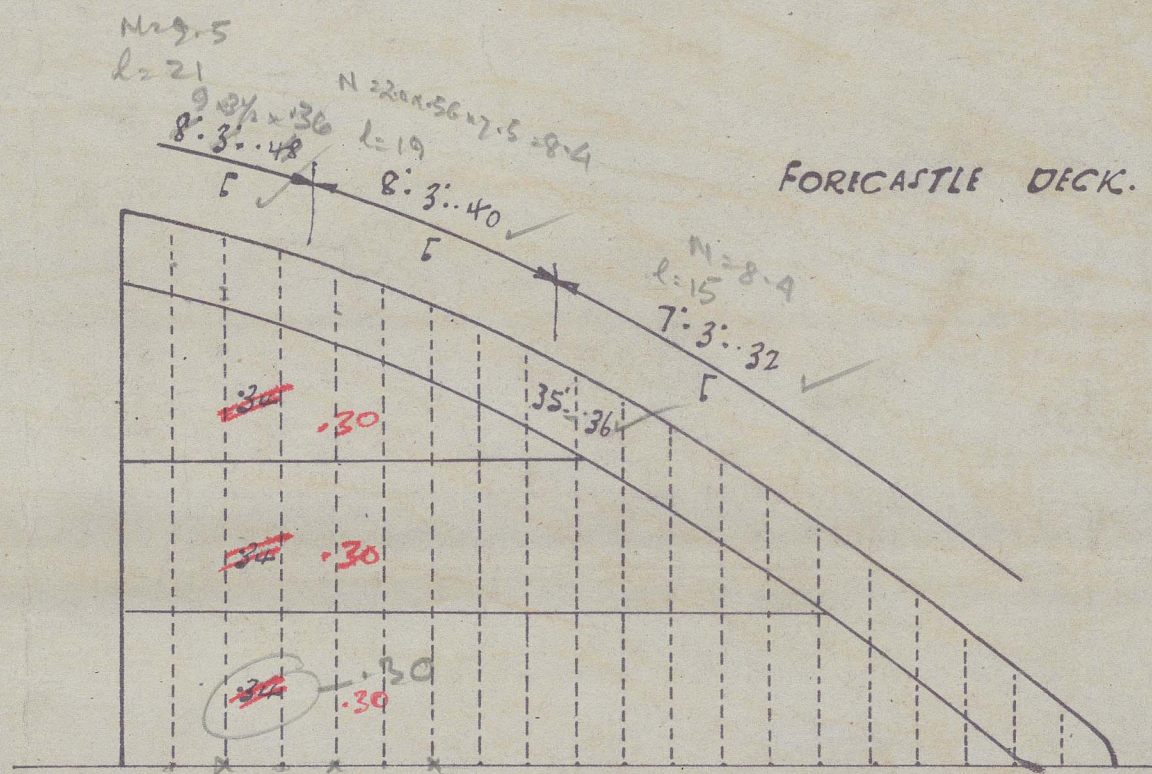 N=9.5
l=21
9 × 3½ × .36
8". 3". .48
[
N = 20 × .56 × 7.5 = 8.4
l=19
8". 3". .40
[
FORECASTLE DECK.
N = 8.4
l=15
7". 3". .32
[
35" .36
.34 .30
.34 .30
.34 .30
.30